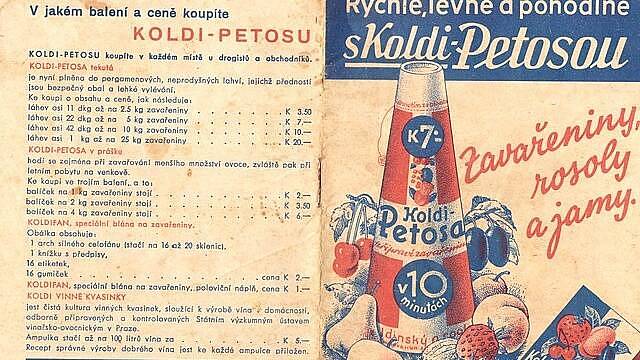 V jakém balení a ceně koupíte
KOLDI-PETOSU
KOLDI-PETOSU koupíte v každém místě u drogistů a obchodníků.
KOLDI-PETOSA tekutá
je nyní plněna do pergamenových, neprodyšných lahví, jejichž předností
jsou bezpečný obal a lehké vylévání.
Ke koupi o obsahu a ceně, jak následuje:
láhev asi 11 dkg až na 2.5 kg zavařeniny . . . . . . . . K 3.50
láhev asi 22 dkg až na 5 kg zavařeniny . . . . . . . . K 7.—
láhev asi 42 dkg až na 10 kg zavařeniny . . . . . . . . K 10.—
láhev asi 1 kg až na 25 kg zavařeniny . . . . . . . . K 20.—
KOLDI-PETOSA v prášku
hodí se zejména při zavařování menšího množství ovoce, zvláště pak při
letním pobytu na venkově.
Ke koupi ve trojím balení, a to:
balíček na 1 kg zavařeniny stojí . . . . . . . . K 2.—
balíček na 2 kg zavařeniny stojí . . . . . . . . K 3.50
balíček na 4 kg zavařeniny stojí . . . . . . . . K 6.—
KOLDIFAN, speciální blána na zavařeniny.
Obálka obsahuje:
1 arch silného celofánu (stačí na 16 až 20 sklenic),
1 knížku s předpisy,
16 etiketek,
16 gumiček . . . . . . . . cena K 2.—
KOLDIFAN, speciální blána na zavařeniny, poloviční náplň, cena K 1.—
KOLDI VINNÉ KVASINKY
jest čistá kultura vinných kvasinek, sloužící k výrobě vína v domácnosti,
odborně připravených a kontrolovaných Státním výzkumným ústavem
vinařsko-ovocnickým v Praze.
Ampulka stačí až na 100 litrů vína za . . . . . . . . K 5.—
Recept správné výroby dobrého vína jest ke každé ampulce přiložen.
Rychle, levně a pohodlně
s Koldi-Petosou
K 7:-
Koldi-
Petosa
připraví zavařeninu
v 10
minutách
Zavařeniny,
rosoly
a jamy.